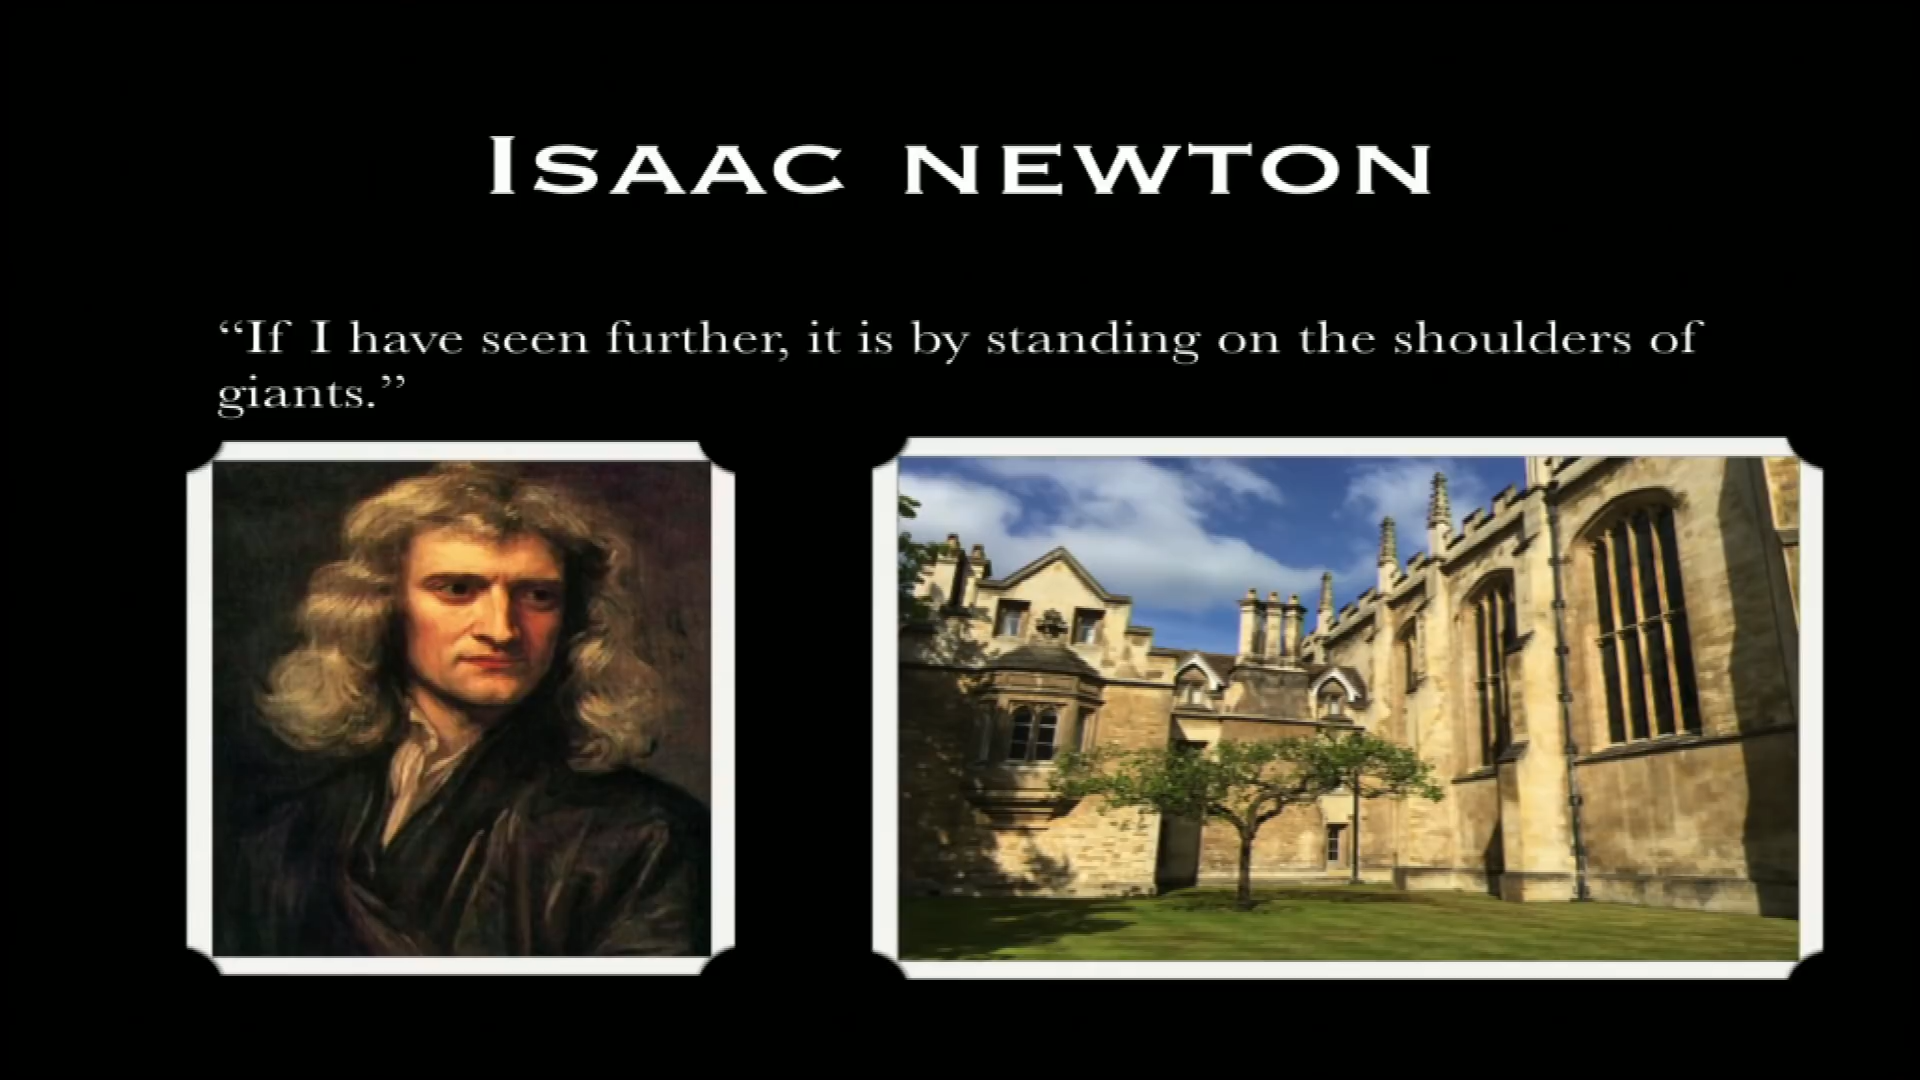 Isaac newton
“If I have seen further, it is by standing on the shoulders of
giants.”